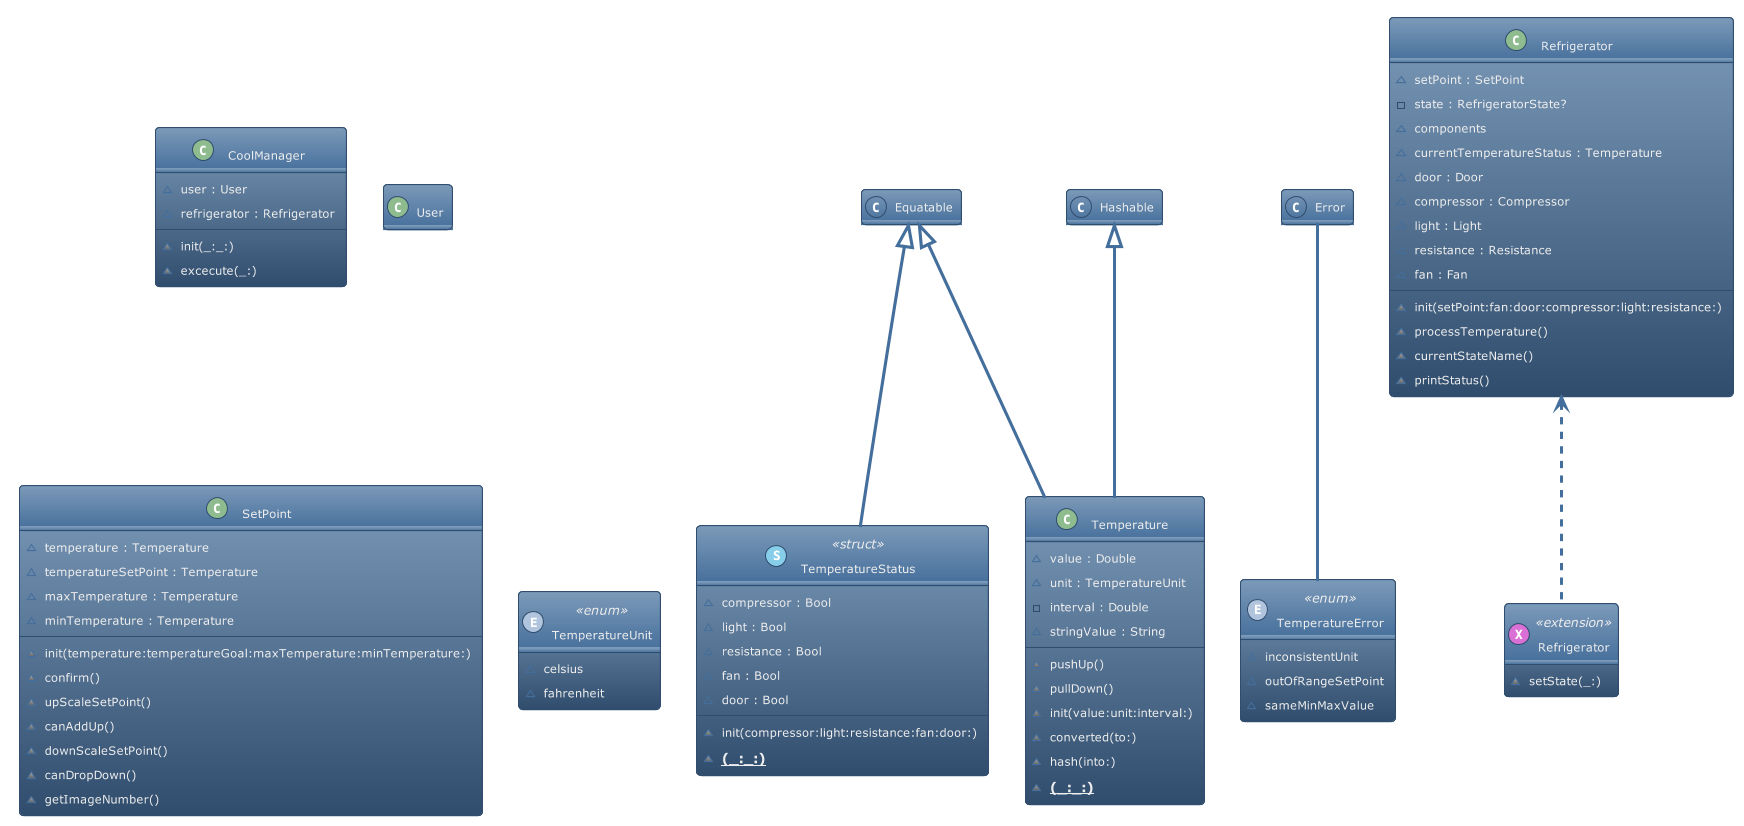 C CoolManager
user : User
refrigerator : Refrigerator
init(_:_:)
excecute(_:)
C User
C Equatable
C Hashable
C Error
C Refrigerator
setPoint : SetPoint
state : RefrigeratorState?
components
currentTemperatureStatus : Temperature
door : Door
compressor : Compressor
light : Light
resistance : Resistance
fan : Fan
init(setPoint:fan:door:compressor:light:resistance:)
processTemperature()
currentStateName()
printStatus()
C SetPoint
temperature : Temperature
temperatureSetPoint : Temperature
maxTemperature : Temperature
minTemperature : Temperature
init(temperature:temperatureGoal:maxTemperature:minTemperature:)
confirm()
upScaleSetPoint()
canAddUp()
downScaleSetPoint()
canDropDown()
getImageNumber()
«enum»
E TemperatureUnit
celsius
fahrenheit
«struct»
S TemperatureStatus
compressor : Bool
light : Bool
resistance : Bool
fan : Bool
door : Bool
init(compressor:light:resistance:fan:door:)
(_:_:)
C Temperature
value : Double
unit : TemperatureUnit
interval : Double
stringValue : String
pushUp()
pullDown()
init(value:unit:interval:)
converted(to:)
hash(into:)
(_:_:)
«enum»
E TemperatureError
inconsistentUnit
outOfRangeSetPoint
sameMinMaxValue
«extension»
X Refrigerator
setState(_:)